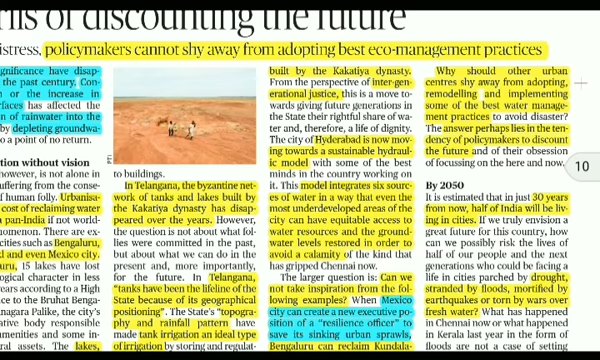 rils of discounting the future
istress, policymakers cannot shy away from adopting best eco-management practices
gnificance have disap-
the past century. Con-
n or the increase in
rfaces has affected the
on of rainwater into the
by depleting groundwa-
to a point of no return.
tion without vision
however, is not alone in
uffering from the conse-
f human folly. Urbanisa-
cost of reclaiming water
a pan-India if not world-
nomenon. There are ex-
cities such as Bengaluru,
d and even Mexico city.
uru, 15 lakes have lost
logical character in less
ears according to a High
ce to the Bruhat Benga-
nagara Palike, the city's
ative body responsible
amenities and some in-
ral assets. The lakes,
PTI
to buildings.
In Telangana, the byzantine net-
work of tanks and lakes built by
the Kakatiya dynasty has disap-
peared over the years. However,
the question is not about what fol-
lies were committed in the past,
but about what we can do in the
present and, more importantly,
for the future. In Telangana,
"tanks have been the lifeline of the
State because of its geographical
positioning". The State's "topogra-
phy and rainfall pattern have
made tank irrigation an ideal type
of irrigation by storing and regulat-
built by the Kakatiya dynasty.
From the perspective of inter-gen-
erational justice, this is a move to-
wards giving future generations in
the State their rightful share of wa-
ter and, therefore, a life of dignity.
The city of Hyderabad is now mov-
ing towards a sustainable hydraul-
ic model with some of the best
minds in the country working on
it. This model integrates six sourc-
es of water in a way that even the
most underdeveloped areas of the
city can have equitable access to
water resources and the ground-
water levels restored in order to
avoid a calamity of the kind that
has gripped Chennai now.
The larger question is: Can we
not take inspiration from the fol-
lowing examples? When Mexico
city can create a new executive po-
sition of a "resilience officer" to
save its sinking urban sprawls,
Bengaluru can reclaim Kundala-
Why should other urban
centres shy away from adopting,
remodelling and implementing
some of the best water manage-
ment practices to avoid disaster?
The answer perhaps lies in the ten-
dency of policymakers to discount
the future and of their obsession
of focussing on the here and now.
By 2050
It is estimated that in just 30 years
from now, half of India will be living
in cities. If we truly envision a
great future for this country, how
can we possibly risk the lives of
half of our people and the next
generations who could be facing a
life in cities parched by drought,
stranded by floods, mortified by
earthquakes or torn by wars over
fresh water? What has happened
in Chennai now or what happened
in Kerala last year in the form of
floods are not a case of setting
10